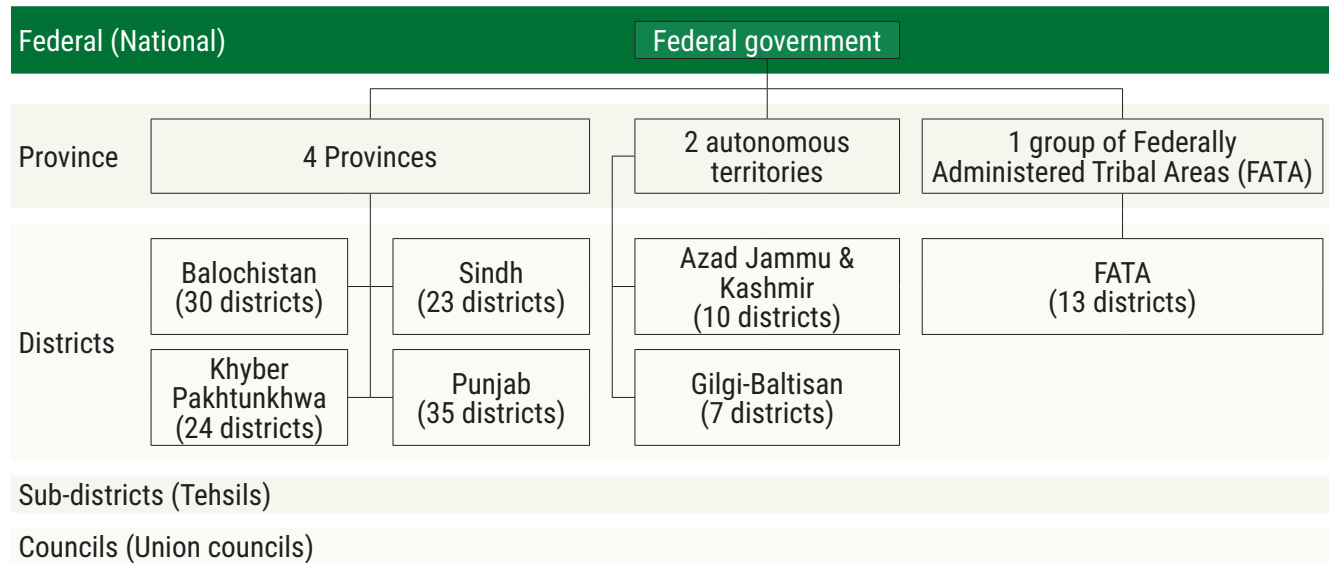 Federal (National)
Federal government
Province
4 Provinces
2 autonomous
territories
1 group of Federally
Administered Tribal Areas (FATA)
Districts
Balochistan
(30 districts)
Sindh
(23 districts)
Azad Jammu &
Kashmir
(10 districts)
FATA
(13 districts)
Khyber
Pakhtunkhwa
(24 districts)
Punjab
(35 districts)
Gilgi-Baltisan
(7 districts)
Sub-districts (Tehsils)
Councils (Union councils)